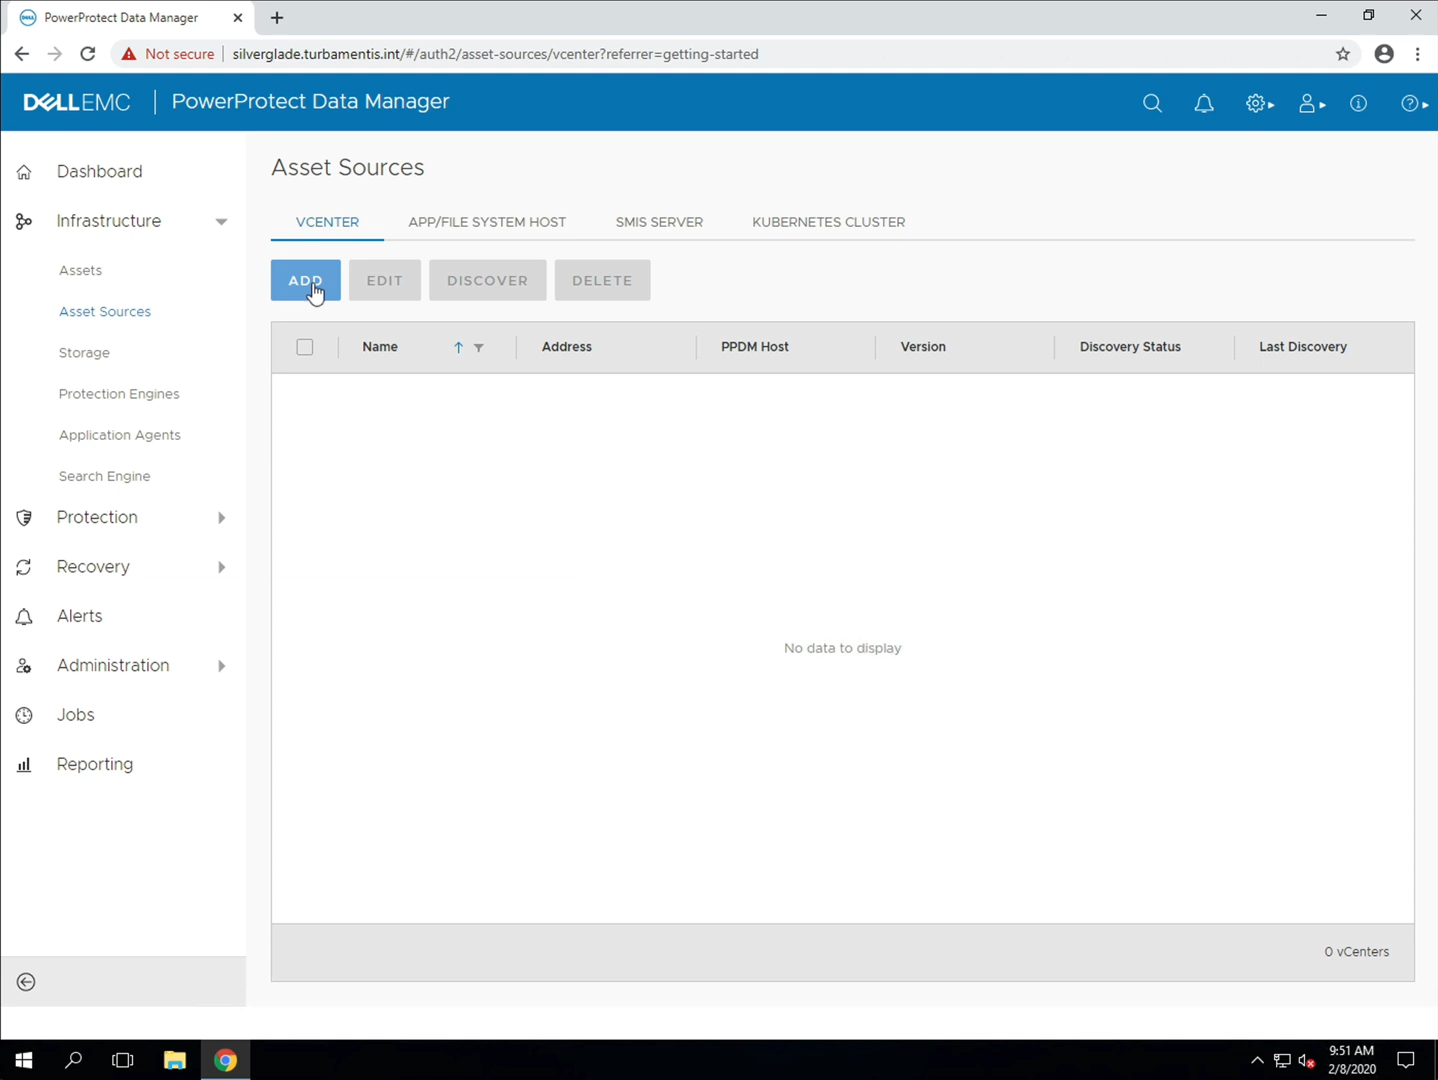 PowerProtect Data Manager
Not secure
silverglade.turbamentis.int/#/auth2/asset-sources/vcenter?referrer=getting-started
DELLEMC
PowerProtect Data Manager
Dashboard
Infrastructure
Assets
Asset Sources
Storage
Protection Engines
Application Agents
Search Engine
Protection
Recovery
Alerts
Administration
Jobs
Reporting
Asset Sources
VCENTER APP/FILE SYSTEM HOST SMIS SERVER KUBERNETES CLUSTER
ADD EDIT DISCOVER DELETE
Name Address PPDM Host Version Discovery Status Last Discovery
No data to display
0 vCenters
9:51 AM
2/8/2020